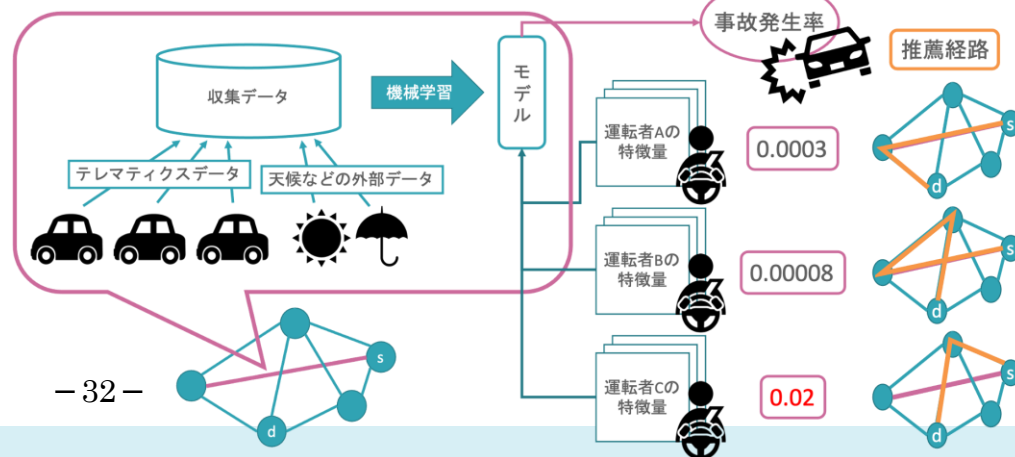 事故発生率
推薦経路
収集データ
機械学習
モデル
テレマティクスデータ
天候などの外部データ
運転者Aの
特徴量
0.0003
s
d
運転者Bの
特徴量
0.00008
s
d
運転者Cの
特徴量
0.02
s
d
s
d
－32－